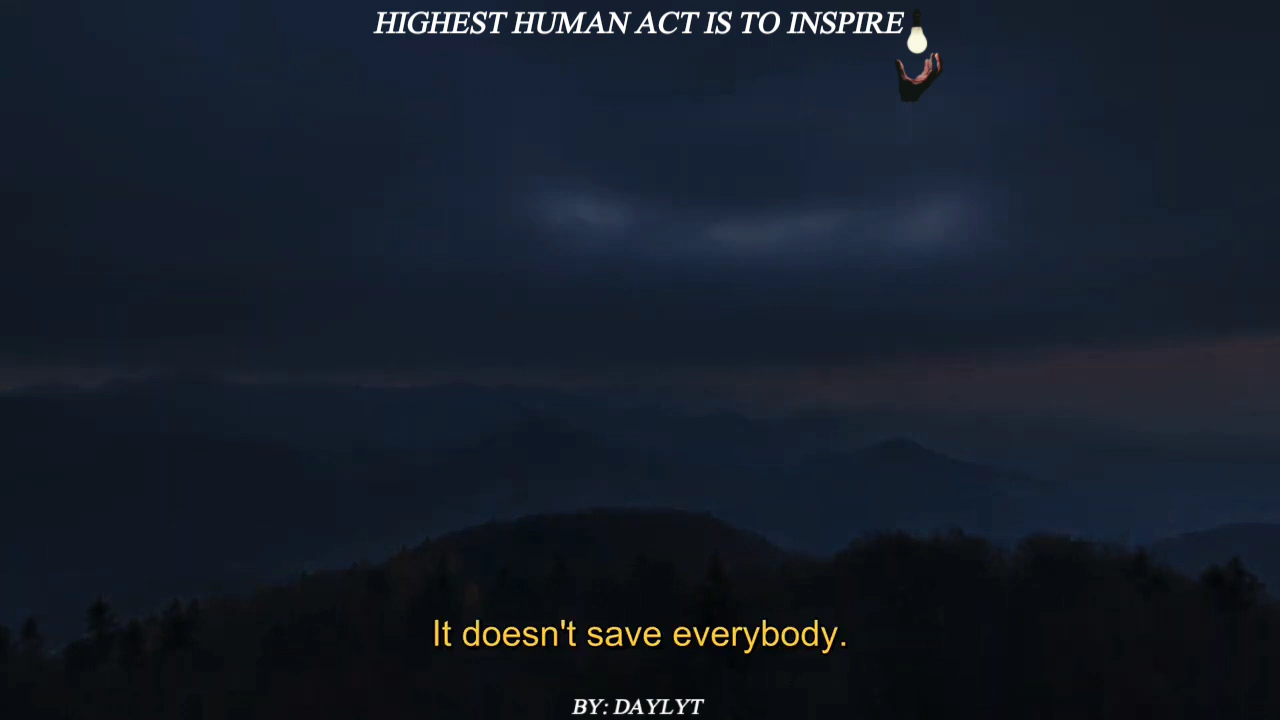 HIGHEST HUMAN ACT IS TO INSPIRE
It doesn't save everybody.
BY: DAYLYT